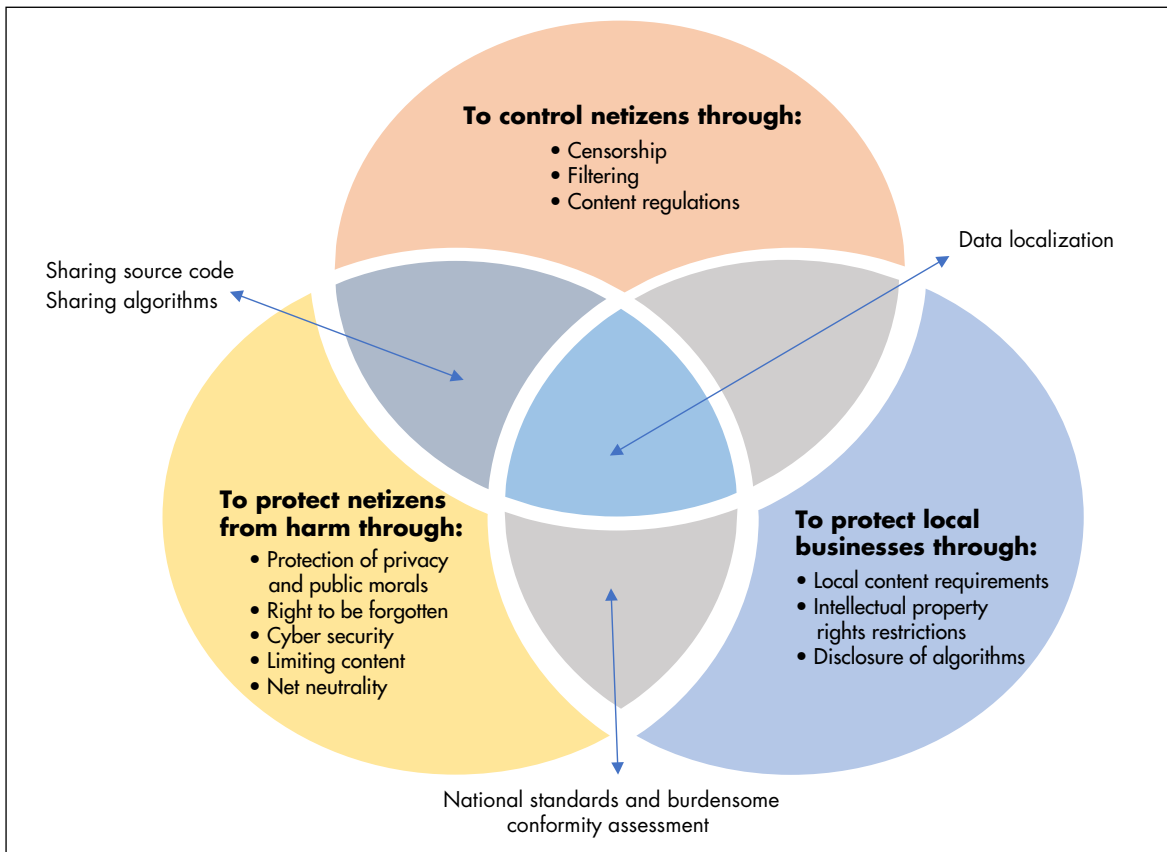 To control netizens through:
• Censorship
• Filtering
• Content regulations
Data localization
Sharing source code
Sharing algorithms
To protect netizens
from harm through:
• Protection of privacy
and public morals
• Right to be forgotten
• Cyber security
• Limiting content
• Net neutrality
To protect local
businesses through:
• Local content requirements
• Intellectual property
rights restrictions
• Disclosure of algorithms
National standards and burdensome
conformity assessment